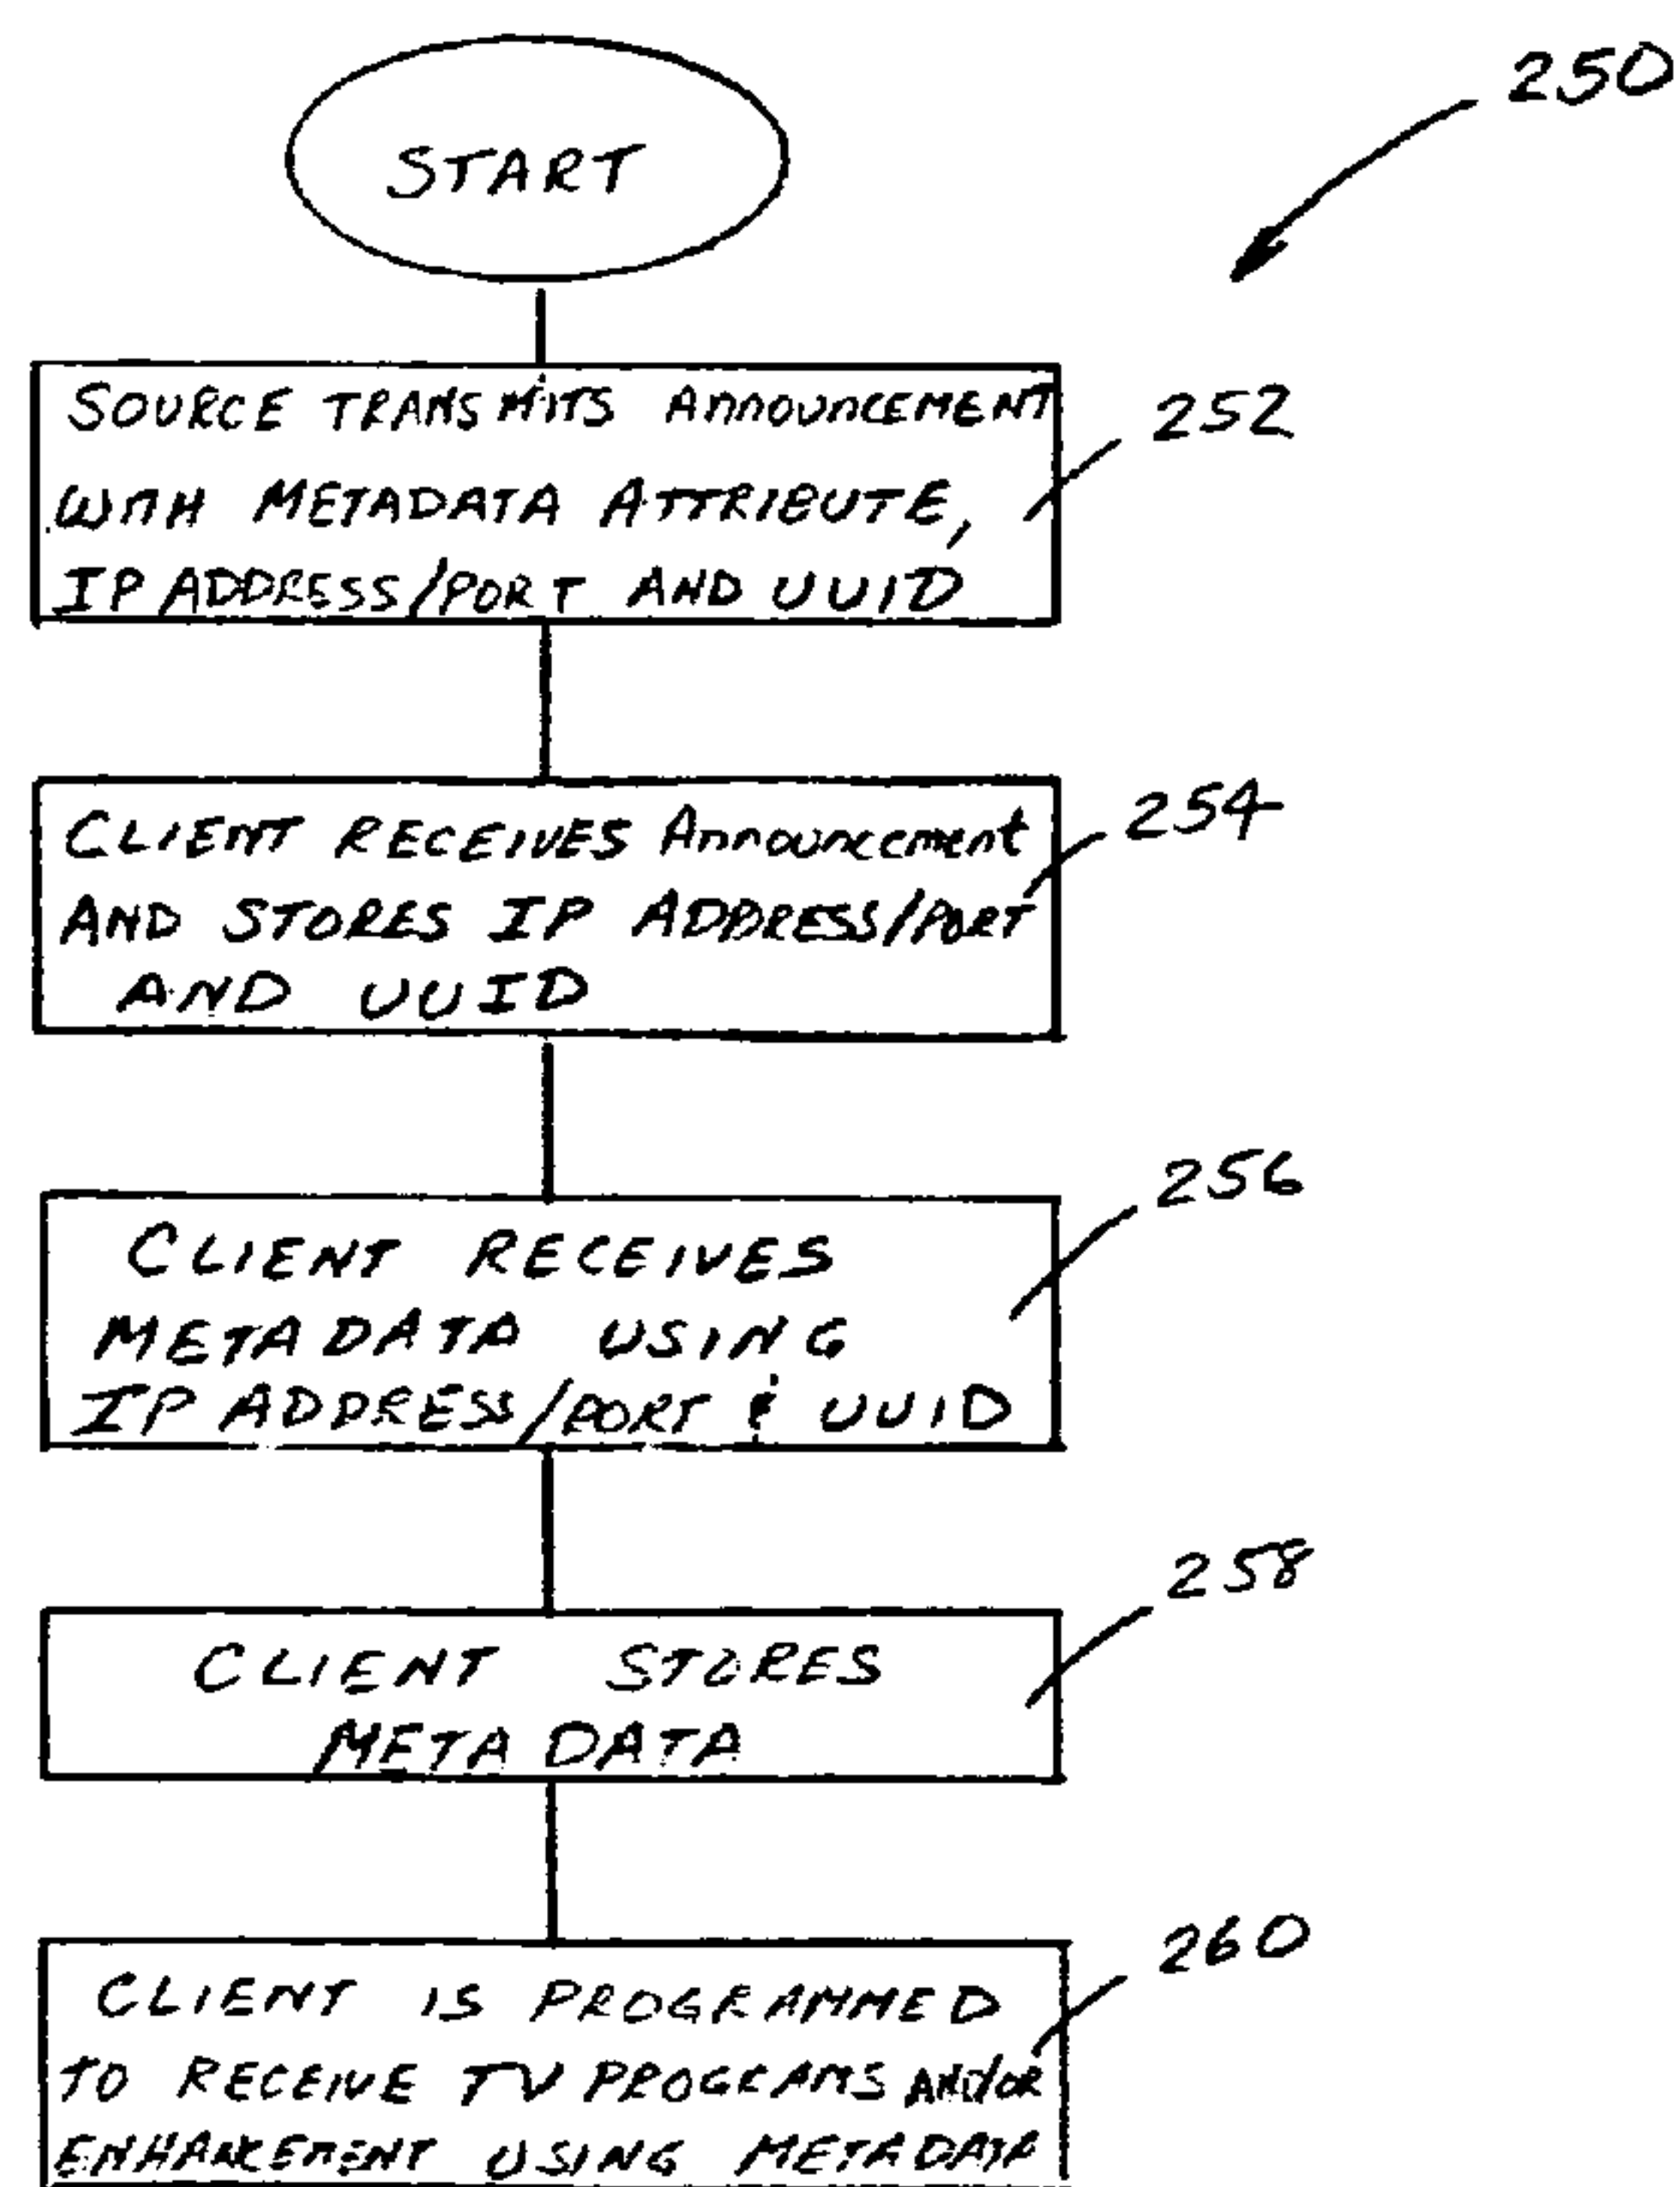 250
START
SOURCE TRANSMITS ANNOUNCEMENT
WITH METADATA ATTRIBUTE,
IP ADDRESS/PORT AND UUID
252
CLIENT RECEIVES Announcement
AND STORES IP ADDRESS/PORT
AND UUID
254
CLIENT RECEIVES
METADATA USING
IP ADDRESS/PORT & UUID
256
CLIENT STORES
META DATA
258
CLIENT IS PROGRAMMED
TO RECEIVE TV PROGRAMS AND/OR
ENHANCEMENT USING METADATA
260